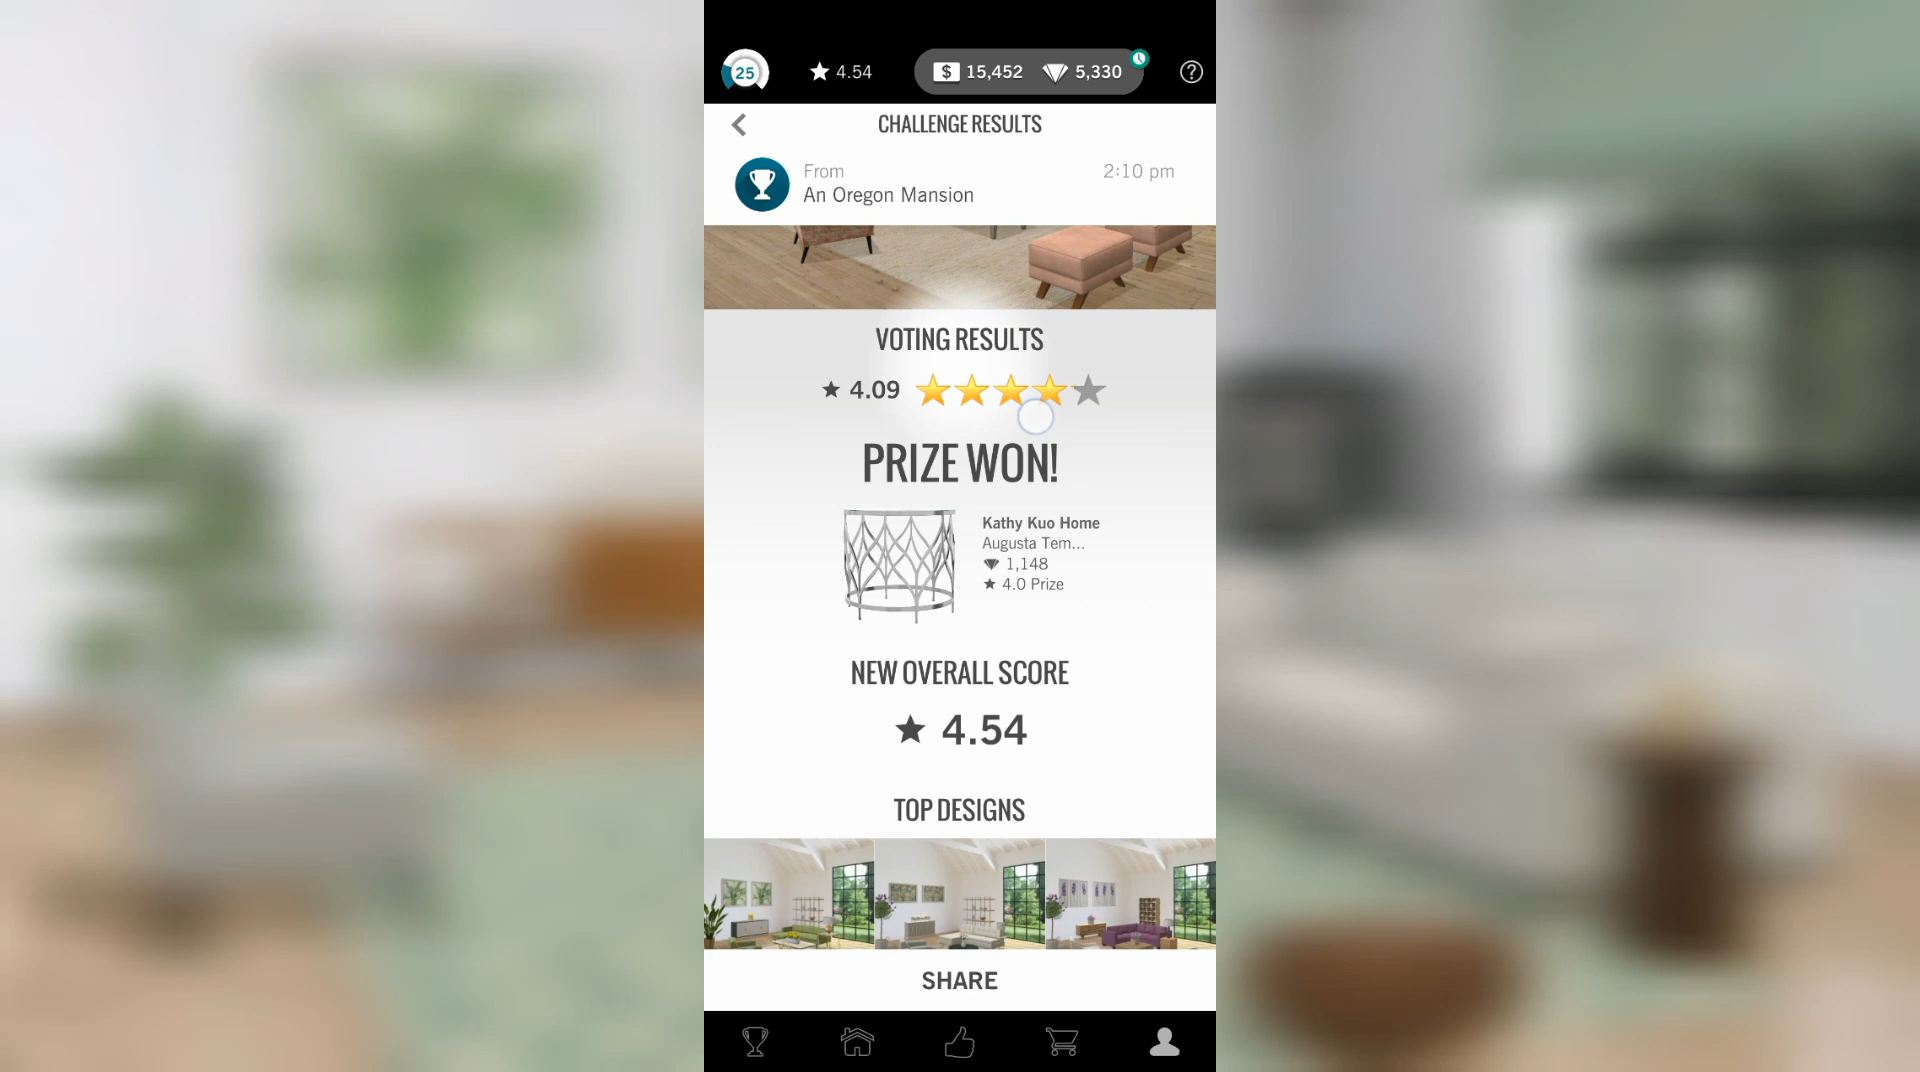 25 4.54 $ 15,452 5,330 ?
CHALLENGE RESULTS
From 2:10 pm
An Oregon Mansion
VOTING RESULTS
4.09
PRIZE WON!
Kathy Kuo Home
Augusta Tem...
1,148
4.0 Prize
NEW OVERALL SCORE
4.54
TOP DESIGNS
SHARE